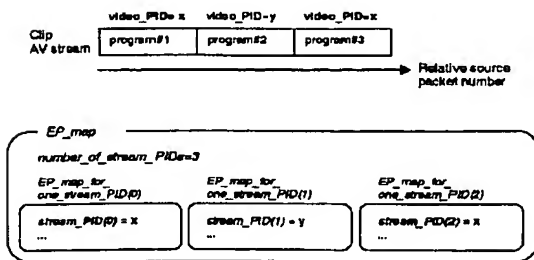 video_PID= x video_PID=y video_PID=x
Clip
AV stream
program#1 program#2 program#3
Relative source
packet number
EP_map
number_of_stream_PIDs=3
EP_map_for_
one_stream_PID(0)
EP_map_for_
one_stream_PID(1)
EP_map_for_
one_stream_PID(2)
stream_PID(0) = x
...
stream_PID(1) = y
...
stream_PID(2) = x
...